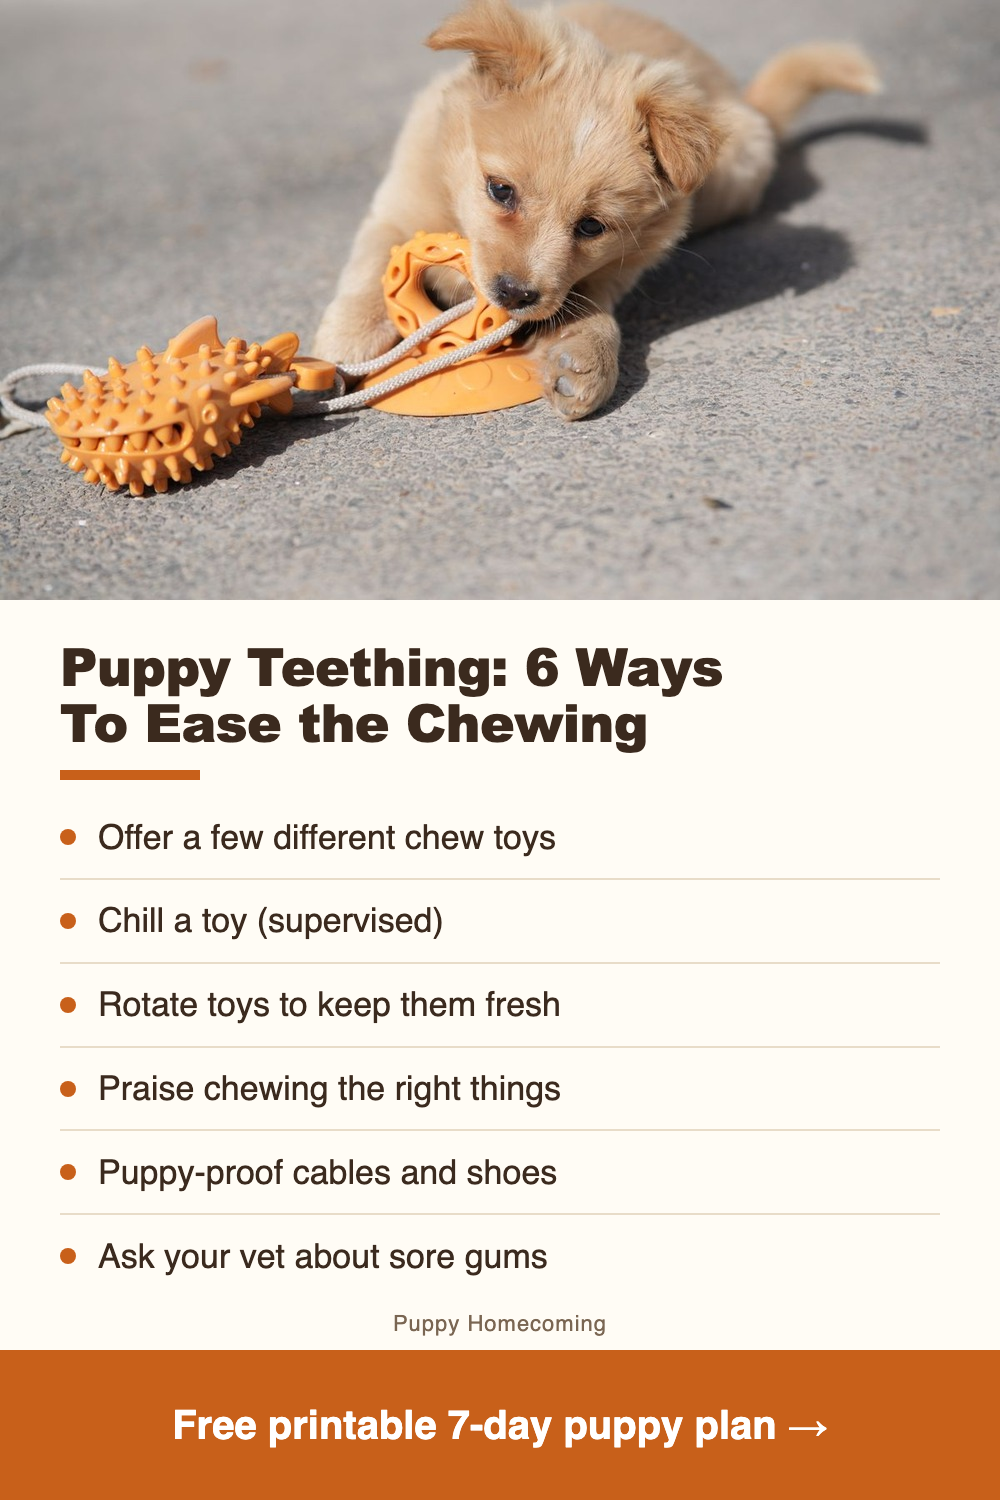 Puppy Teething: 6 Ways
To Ease the Chewing
Offer a few different chew toys
Chill a toy (supervised)
Rotate toys to keep them fresh
Praise chewing the right things
Puppy-proof cables and shoes
Ask your vet about sore gums
Puppy Homecoming
Free printable 7-day puppy plan →